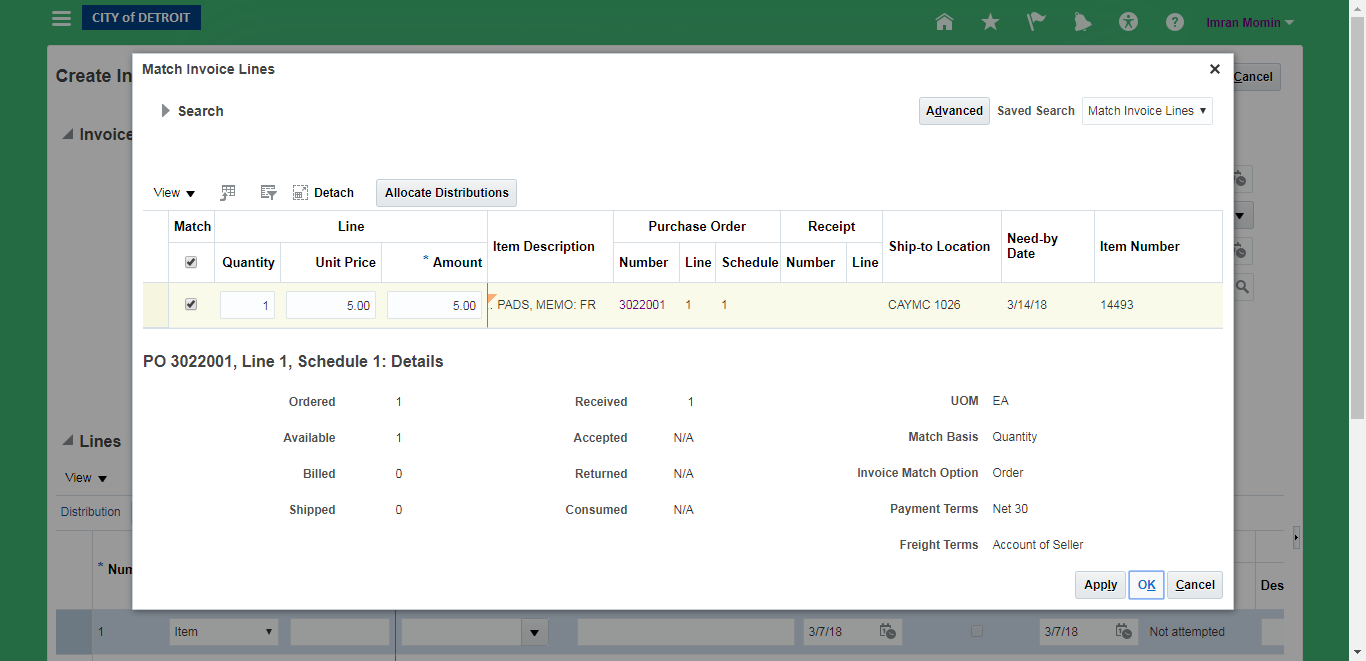 CITY of DETROIT
Imran Momin
Create In
Cancel
Invoice
Match Invoice Lines
Search
Advanced Saved Search Match Invoice Lines
View Detach Allocate Distributions
Match Line Item Description Purchase Order Receipt Ship-to Location Need-by Date Item Number
Quantity Unit Price * Amount Number Line Schedule Number Line
1 5.00 5.00 . PADS, MEMO: FR 3022001 1 1 CAYMC 1026 3/14/18 14493
PO 3022001, Line 1, Schedule 1: Details
Ordered 1 Received 1 UOM EA
Available 1 Accepted N/A Match Basis Quantity
Billed 0 Returned N/A Invoice Match Option Order
Shipped 0 Consumed N/A Payment Terms Net 30
Freight Terms Account of Seller
Apply OK Cancel
Lines
View
Distribution
* Num
Des
1 Item 3/7/18 3/7/18 Not attempted